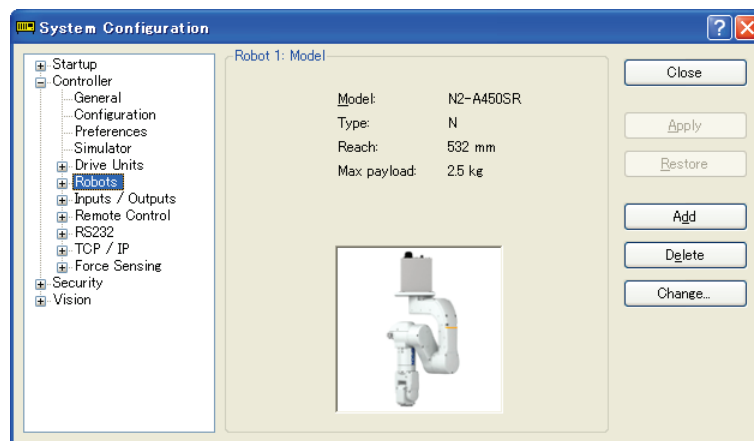 System Configuration
Startup
Controller
General
Configuration
Preferences
Simulator
Drive Units
Robots
Inputs / Outputs
Remote Control
RS232
TCP / IP
Force Sensing
Security
Vision
Robot 1: Model
Model: N2-A450SR
Type: N
Reach: 532 mm
Max payload: 2.5 kg
Close
Apply
Restore
Add
Delete
Change...